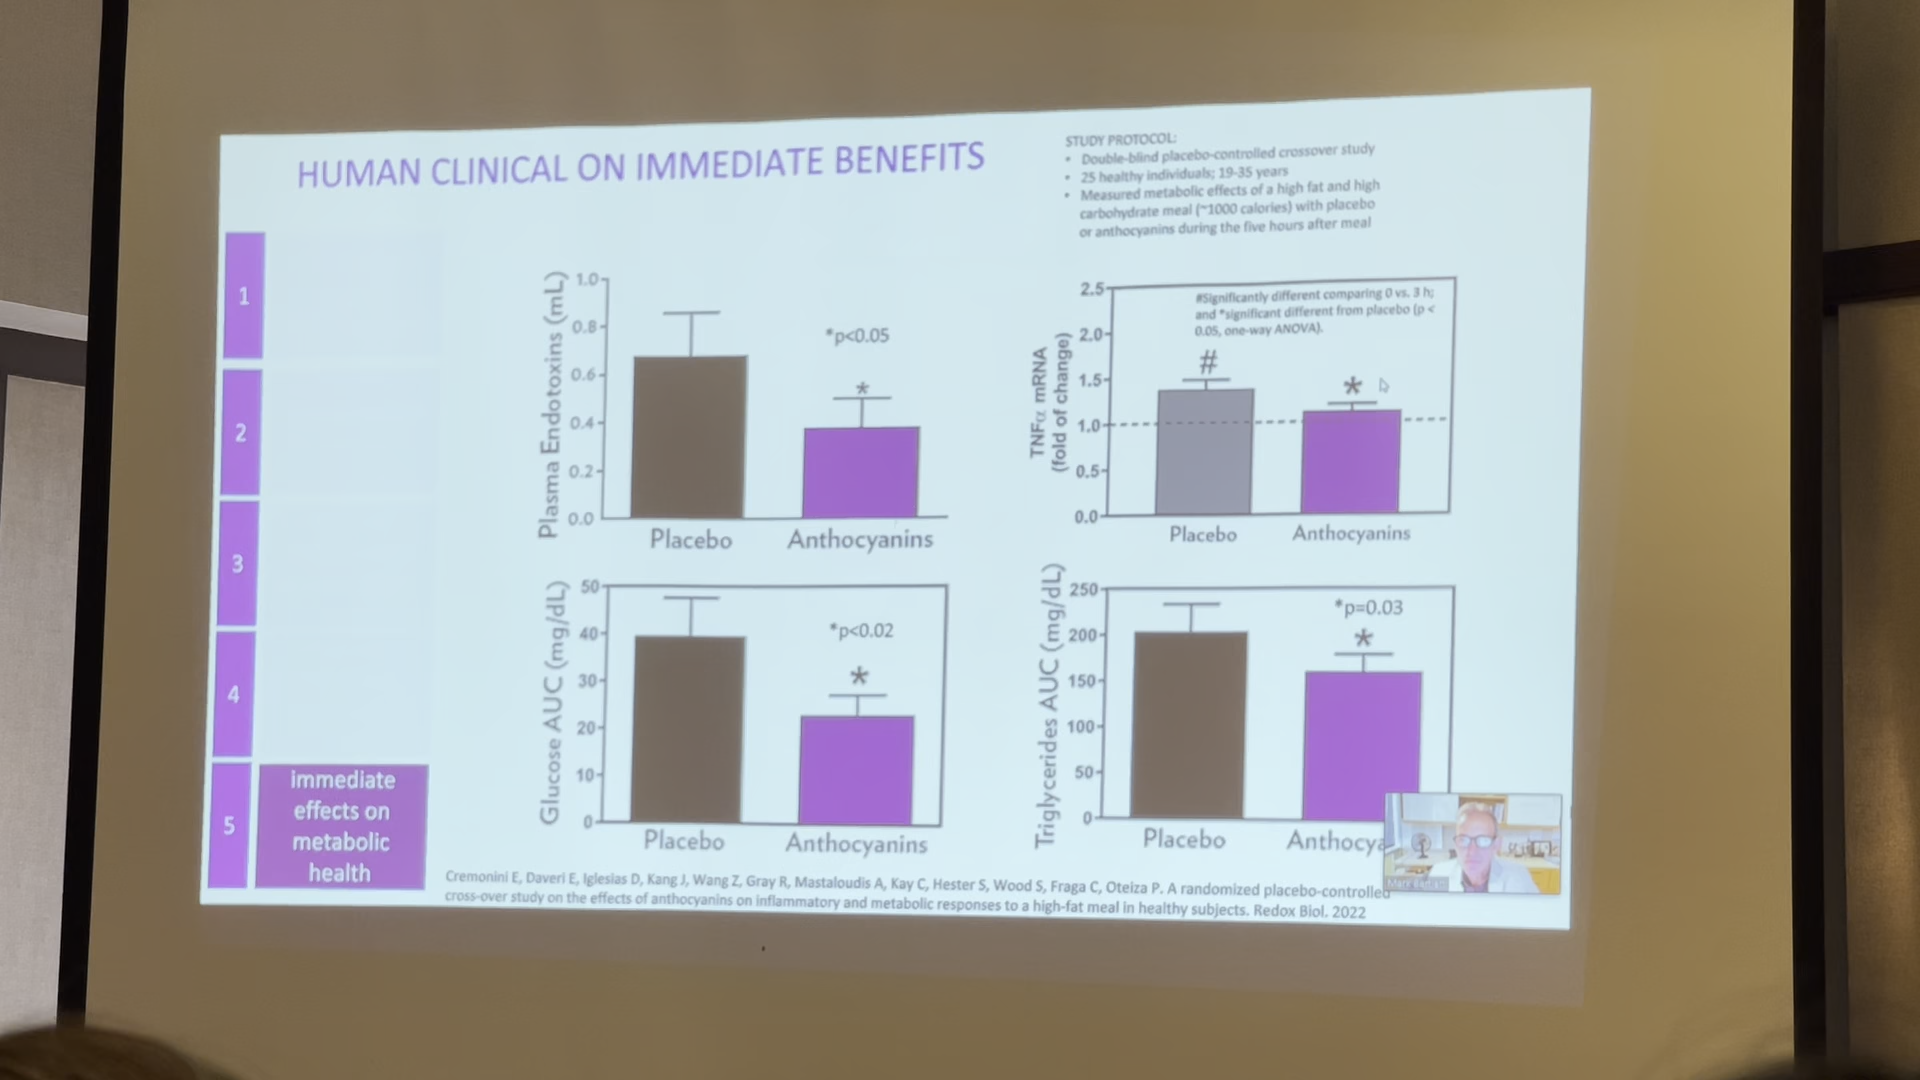 HUMAN CLINICAL ON IMMEDIATE BENEFITS
STUDY PROTOCOL:
• Double-blind placebo-controlled crossover study
• 25 healthy individuals; 19-35 years
• Measured metabolic effects of a high fat and high
carbohydrate meal (~1000 calories) with placebo
or anthocyanins during the five hours after meal
1
2
3
4
5
immediate
effects on
metabolic
health
Plasma Endotoxins (mL)
1.0
0.8
0.6
0.4
0.2
0.0
*p<0.05
*
Placebo
Anthocyanins
TNFα mRNA
(fold of change)
2.5
2.0
1.5
1.0
0.5
0.0
#Significantly different comparing 0 vs. 3 h;
and *significant different from placebo (p <
0.05, one-way ANOVA).
#
*
Placebo
Anthocyanins
Glucose AUC (mg/dL)
50
40
30
20
10
0
*p<0.02
*
Placebo
Anthocyanins
Triglycerides AUC (mg/dL)
250
200
150
100
50
0
*p=0.03
*
Placebo
Anthocya
Cremonini E, Daveri E, Iglesias D, Kang J, Wang Z, Gray R, Mastaloudis A, Kay C, Hester S, Wood S, Fraga C, Oteiza P. A randomized placebo-controlled
cross-over study on the effects of anthocyanins on inflammatory and metabolic responses to a high-fat meal in healthy subjects. Redox Biol. 2022
Mark